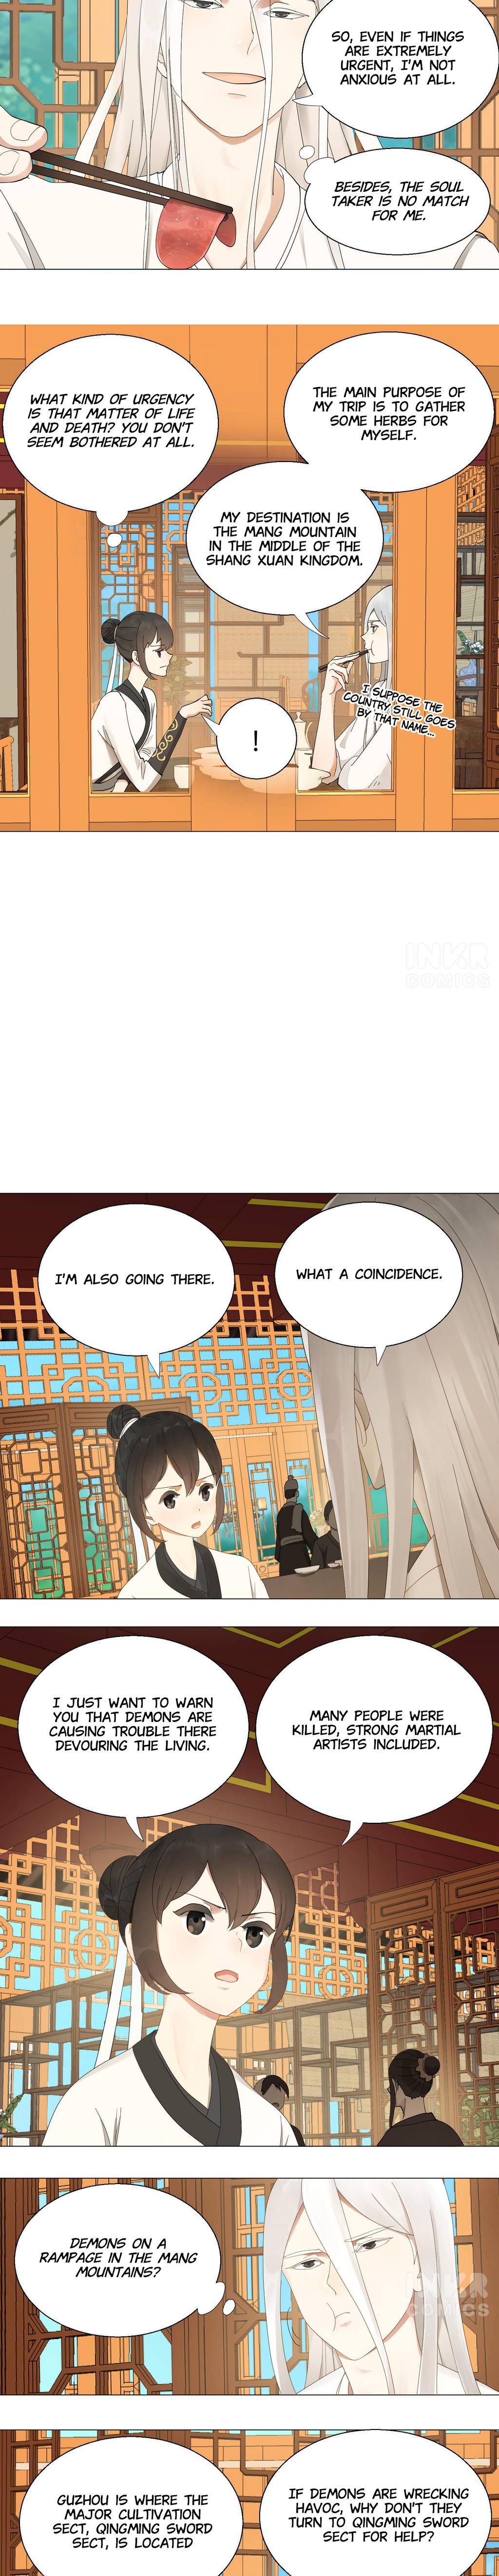 SO, EVEN IF THINGS
ARE EXTREMELY
URGENT, I'M NOT
ANXIOUS AT ALL.
BESIDES, THE SOUL
TAKER IS NO MATCH
FOR ME.
WHAT KIND OF URGENCY
IS THAT MATTER OF LIFE
AND DEATH? YOU DON'T
SEEM BOTHERED AT ALL.
THE MAIN PURPOSE OF
MY TRIP IS TO GATHER
SOME HERBS FOR
MYSELF.
MY DESTINATION IS
THE MANG MOUNTAIN
IN THE MIDDLE OF THE
SHANG XUAN KINGDOM.
I SUPPOSE THE
COUNTRY STILL GOES
BY THAT NAME...
!
INKR
COMICS
I'M ALSO GOING THERE.
WHAT A COINCIDENCE.
I JUST WANT TO WARN
YOU THAT DEMONS ARE
CAUSING TROUBLE THERE
DEVOURING THE LIVING.
MANY PEOPLE WERE
KILLED, STRONG MARTIAL
ARTISTS INCLUDED.
DEMONS ON A
RAMPAGE IN THE MANG
MOUNTAINS?
INKR
COMICS
GUZHOU IS WHERE THE
MAJOR CULTIVATION
SECT, QINGMING SWORD
SECT, IS LOCATED
IF DEMONS ARE WRECKING
HAVOC, WHY DON'T THEY
TURN TO QINGMING SWORD
SECT FOR HELP?